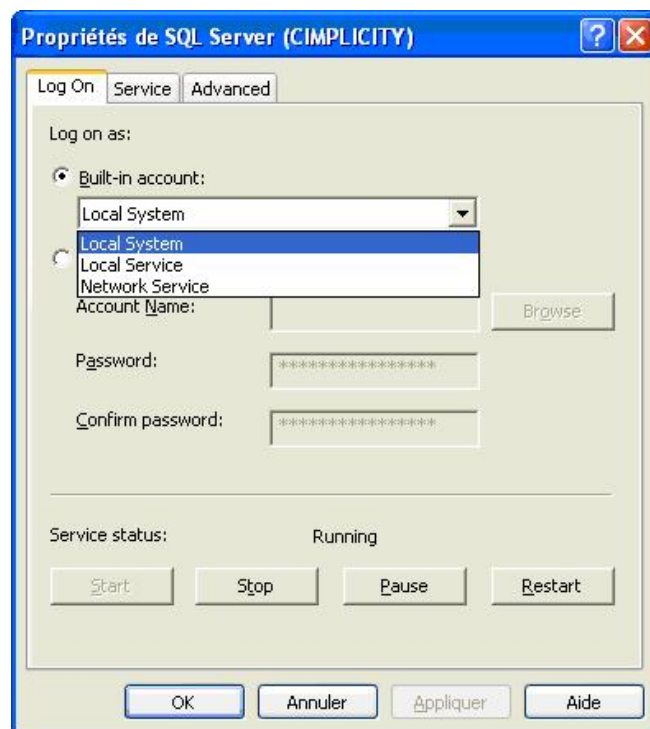 Propriétés de SQL Server (CIMPLICITY)
?
Log On Service Advanced
Log on as:
Built-in account:
Local System
Local System
Local Service
Network Service
Account Name:
Browse
Password:
****************
Confirm password:
****************
Service status: Running
Start Stop Pause Restart
OK Annuler Appliquer Aide